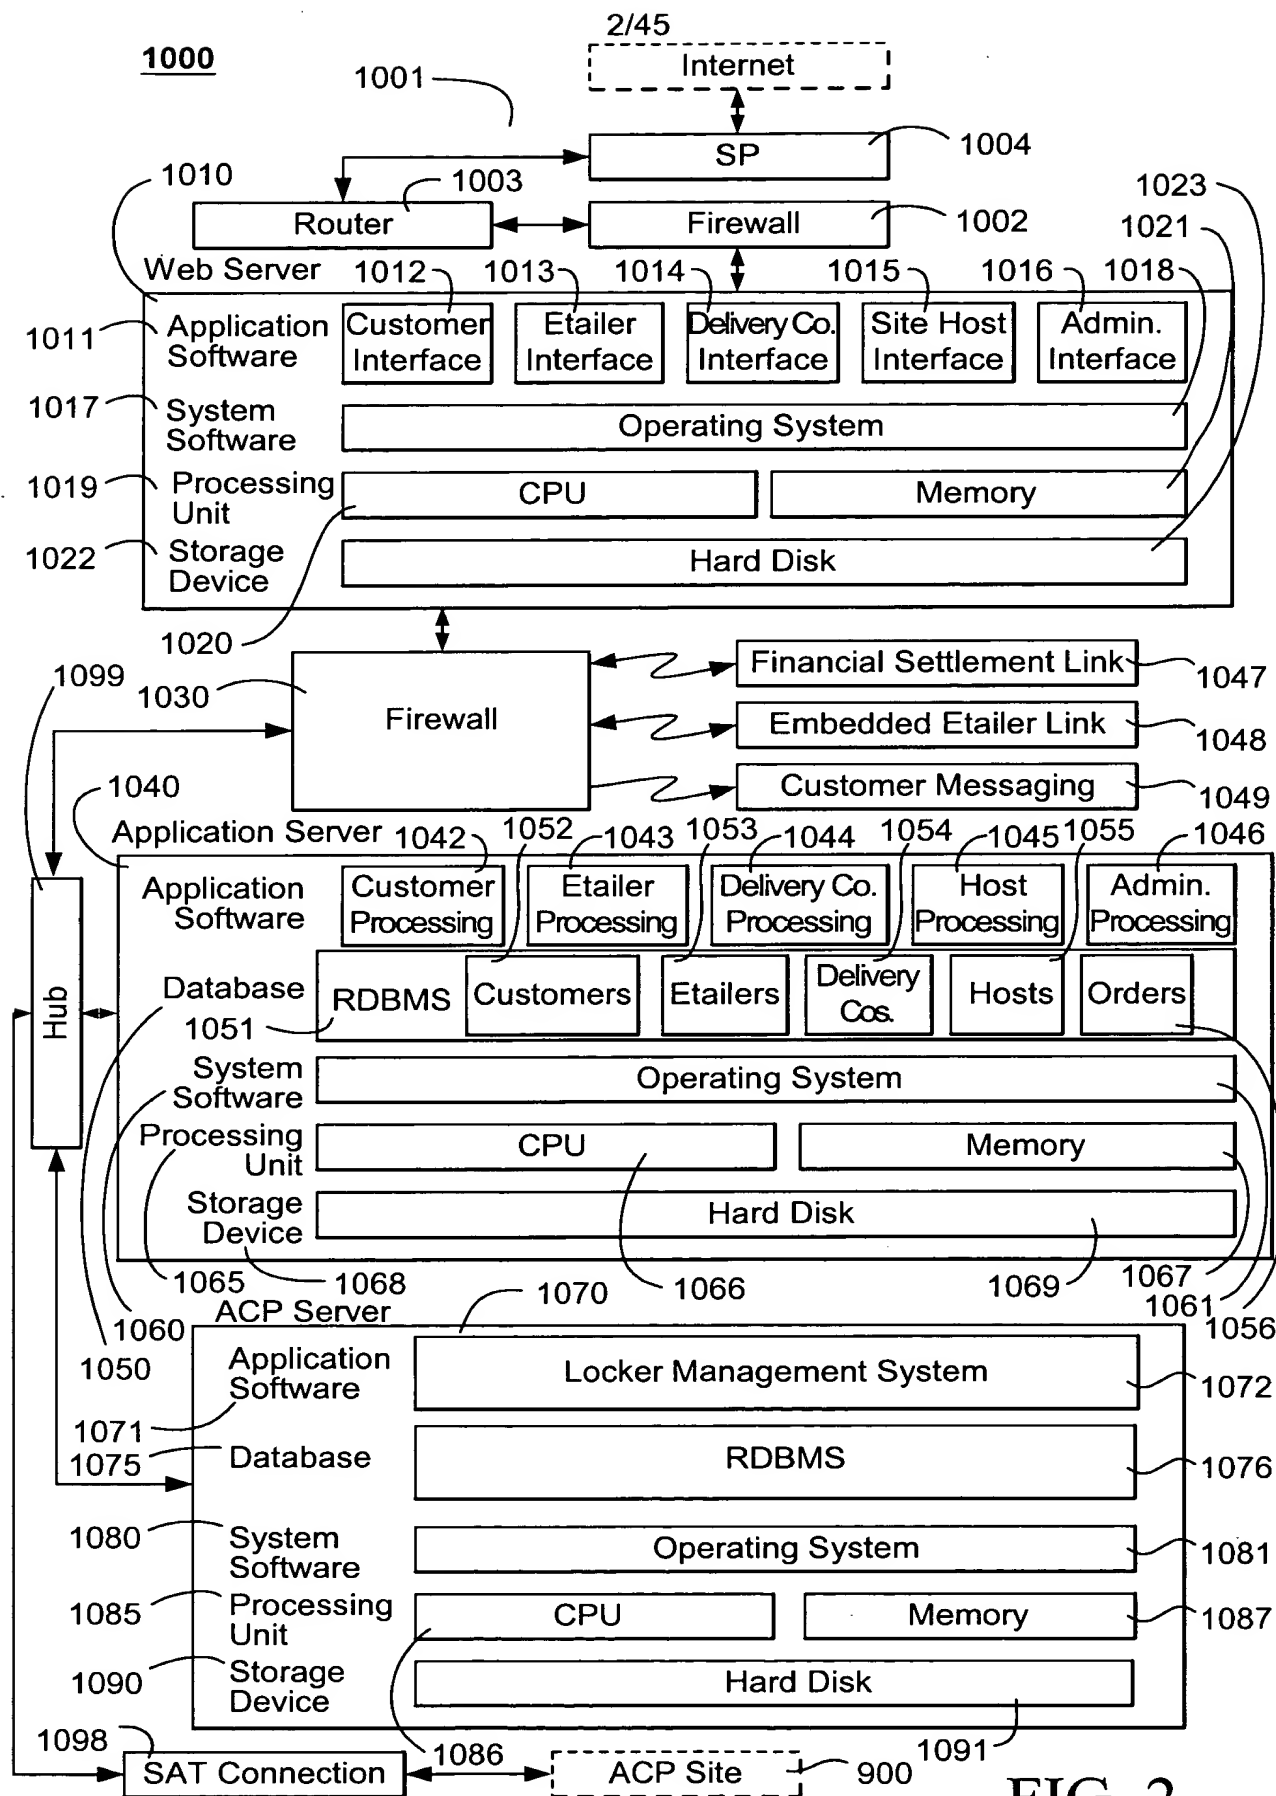 2/45
1000
Internet
1001
SP
1004
1010
1003
1023
Router
Firewall
1002
1021
Web Server
1012
1013
1014
1015
1016
1018
1011
Application
Software
Customer
Interface
Etailer
Interface
Delivery Co.
Interface
Site Host
Interface
Admin.
Interface
1017
System
Software
Operating System
1019
Processing
Unit
CPU
Memory
1022
Storage
Device
Hard Disk
1020
1099
1030
Firewall
Financial Settlement Link
1047
Embedded Etailer Link
1048
Customer Messaging
1049
1040
Application Server
1042
1052
1043
1053
1044
1054
1045
1055
1046
Application
Software
Customer
Processing
Etailer
Processing
Delivery Co.
Processing
Host
Processing
Admin.
Processing
Hub
Database
RDBMS
1051
Customers
Etailers
Delivery
Cos.
Hosts
Orders
System
Software
Operating System
Processing
Unit
CPU
Memory
Storage
Device
Hard Disk
1065
1068
1066
1069
1067
1061
1056
1060
1050
ACP Server
1070
Application
Software
Locker Management System
1072
1071
1075
Database
RDBMS
1076
1080
System
Software
Operating System
1081
1085
Processing
Unit
CPU
Memory
1087
1090
Storage
Device
Hard Disk
1098
1086
1091
SAT Connection
ACP Site
900
FIG. 2